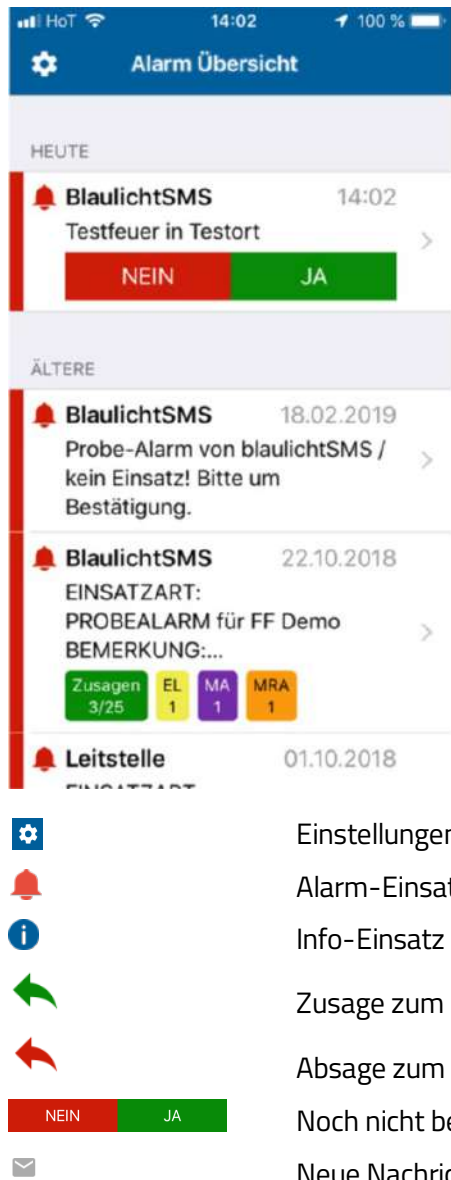 HoT 14:02 100 %
Alarm Übersicht
HEUTE
BlaulichtSMS 14:02
Testfeuer in Testort
NEIN JA
ÄLTERE
BlaulichtSMS 18.02.2019
Probe-Alarm von blaulichtSMS /
kein Einsatz! Bitte um
Bestätigung.
BlaulichtSMS 22.10.2018
EINSATZART:
PROBEALARM für FF Demo
BEMERKUNG:...
Zusagen EL MA MRA
3/25 1 1 1
Leitstelle 01.10.2018
Einstellungen
Alarm-Einsat
Info-Einsatz
Zusage zum
Absage zum
NEIN JA Noch nicht be
Neue Nachric